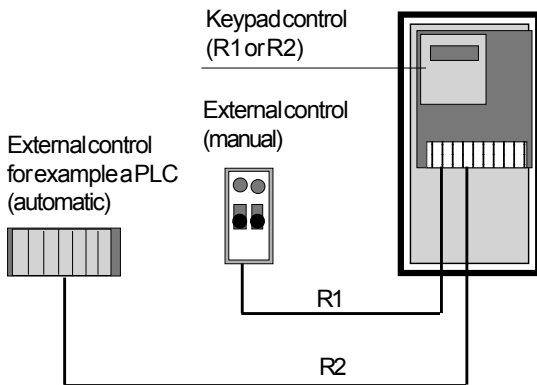 Keypad control
(R1 or R2)
External control
(manual)
External control
for example a PLC
(automatic)
R1
R2